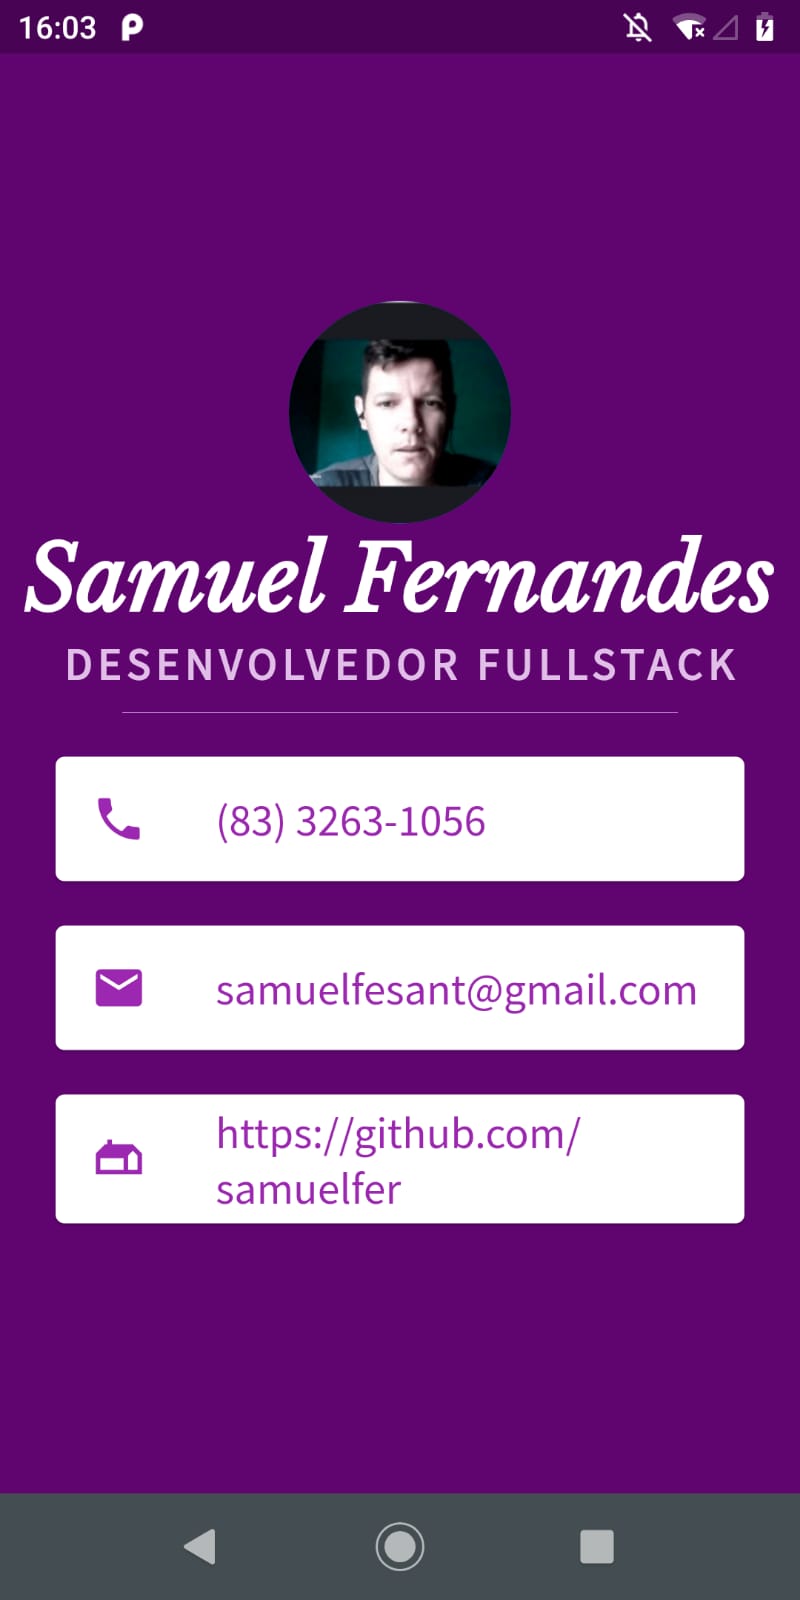 16:03
Samuel Fernandes
DESENVOLVEDOR FULLSTACK
(83) 3263-1056
samuelfesant@gmail.com
https://github.com/
samuelfer